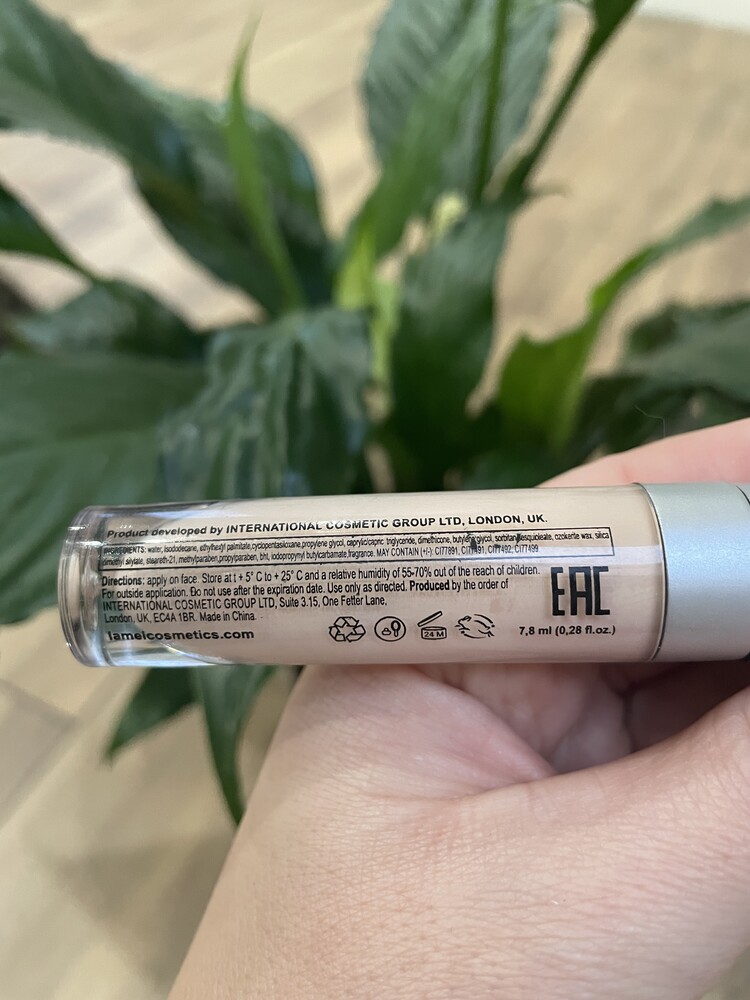 Product developed by INTERNATIONAL COSMETIC GROUP LTD, LONDON, UK.
INGREDIENTS: water, isododecane, ethylhexyl palmitate, cyclopentasiloxane, propylene glycol, caprylic/capric triglyceride, dimethicone, butylene glycol, sorbitan sesquioleate, ozokerite wax, silica
dimethyl silylate, steareth-21, methylparaben, propylparaben, bht, iodopropynyl butylcarbamate, fragrance. MAY CONTAIN (+/-): CI77891, CI77491, CI77492, CI77499.
Directions: apply on face. Store at t + 5° C to + 25° C and a relative humidity of 55-70% out of the reach of children.
For outside application. Do not use after the expiration date. Use only as directed. Produced by the order of
INTERNATIONAL COSMETIC GROUP LTD, Suite 3.15, One Fetter Lane,
London, UK, EC4A 1BR. Made in China.
EAC
lamelcosmetics.com
24 M
7,8 ml (0,28 fl.oz.)